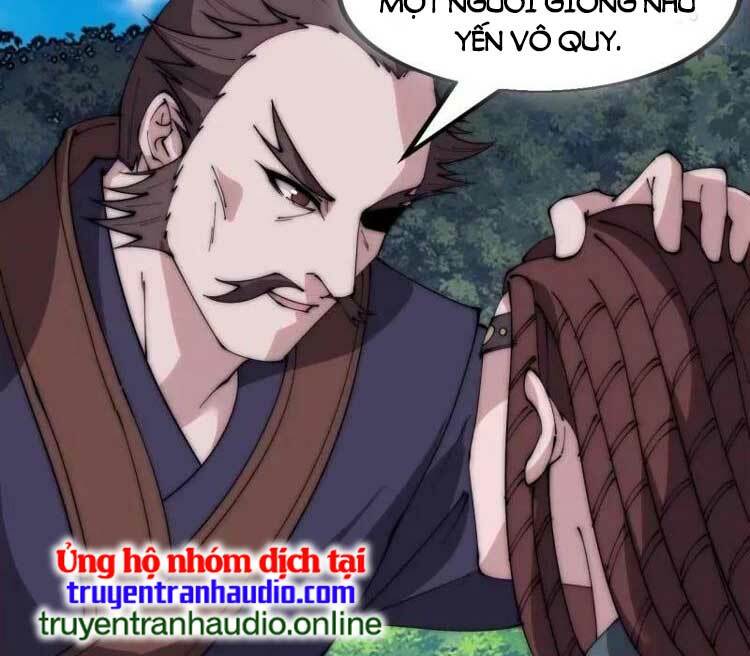 MỘT NGƯỜI GIỐNG NHƯ
YẾN VÔ QUY.
Ủng hộ nhóm dịch tại
truyentranhaudio.com
truyentranhaudio.online